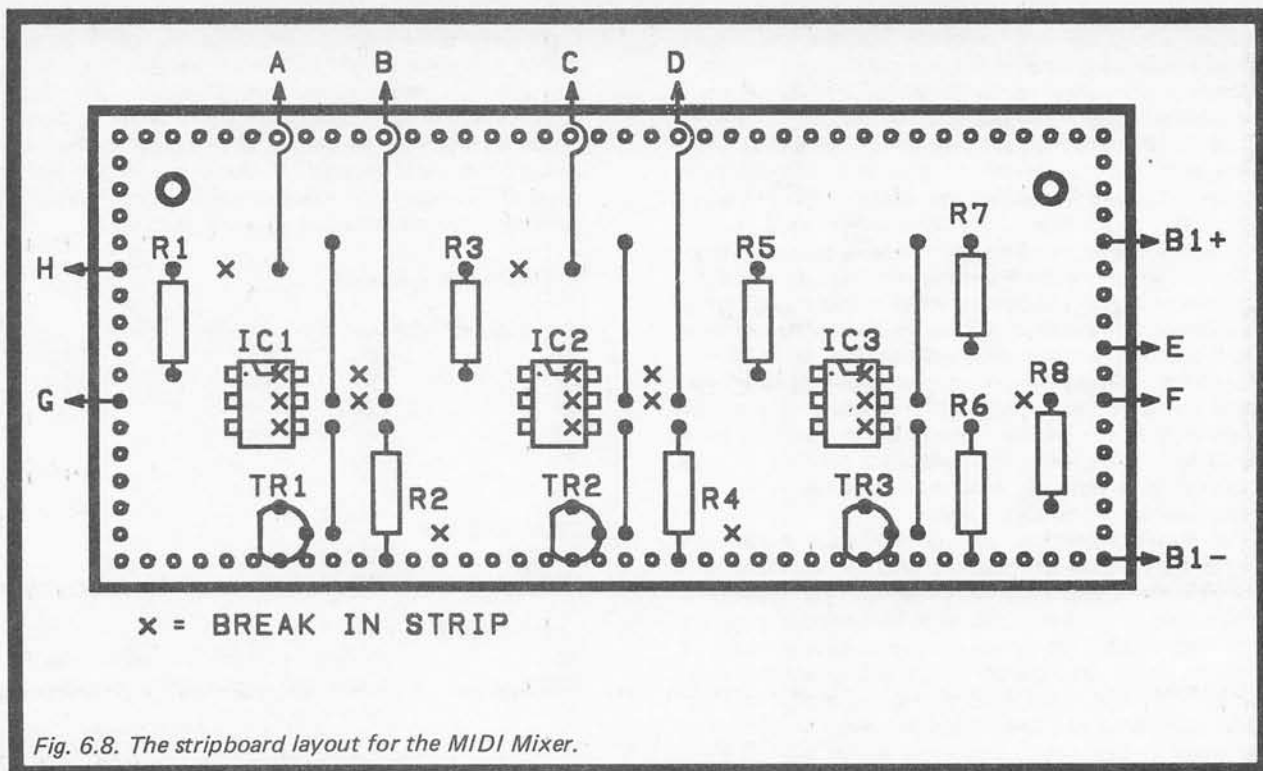 A B C D
R7
B1+
R1 R3 R5
H
E
IC1 IC2 IC3
R8
G
F
R6
TR1 R2 TR2 R4 TR3
B1-
x = BREAK IN STRIP
Fig. 6.8. The stripboard layout for the MIDI Mixer.